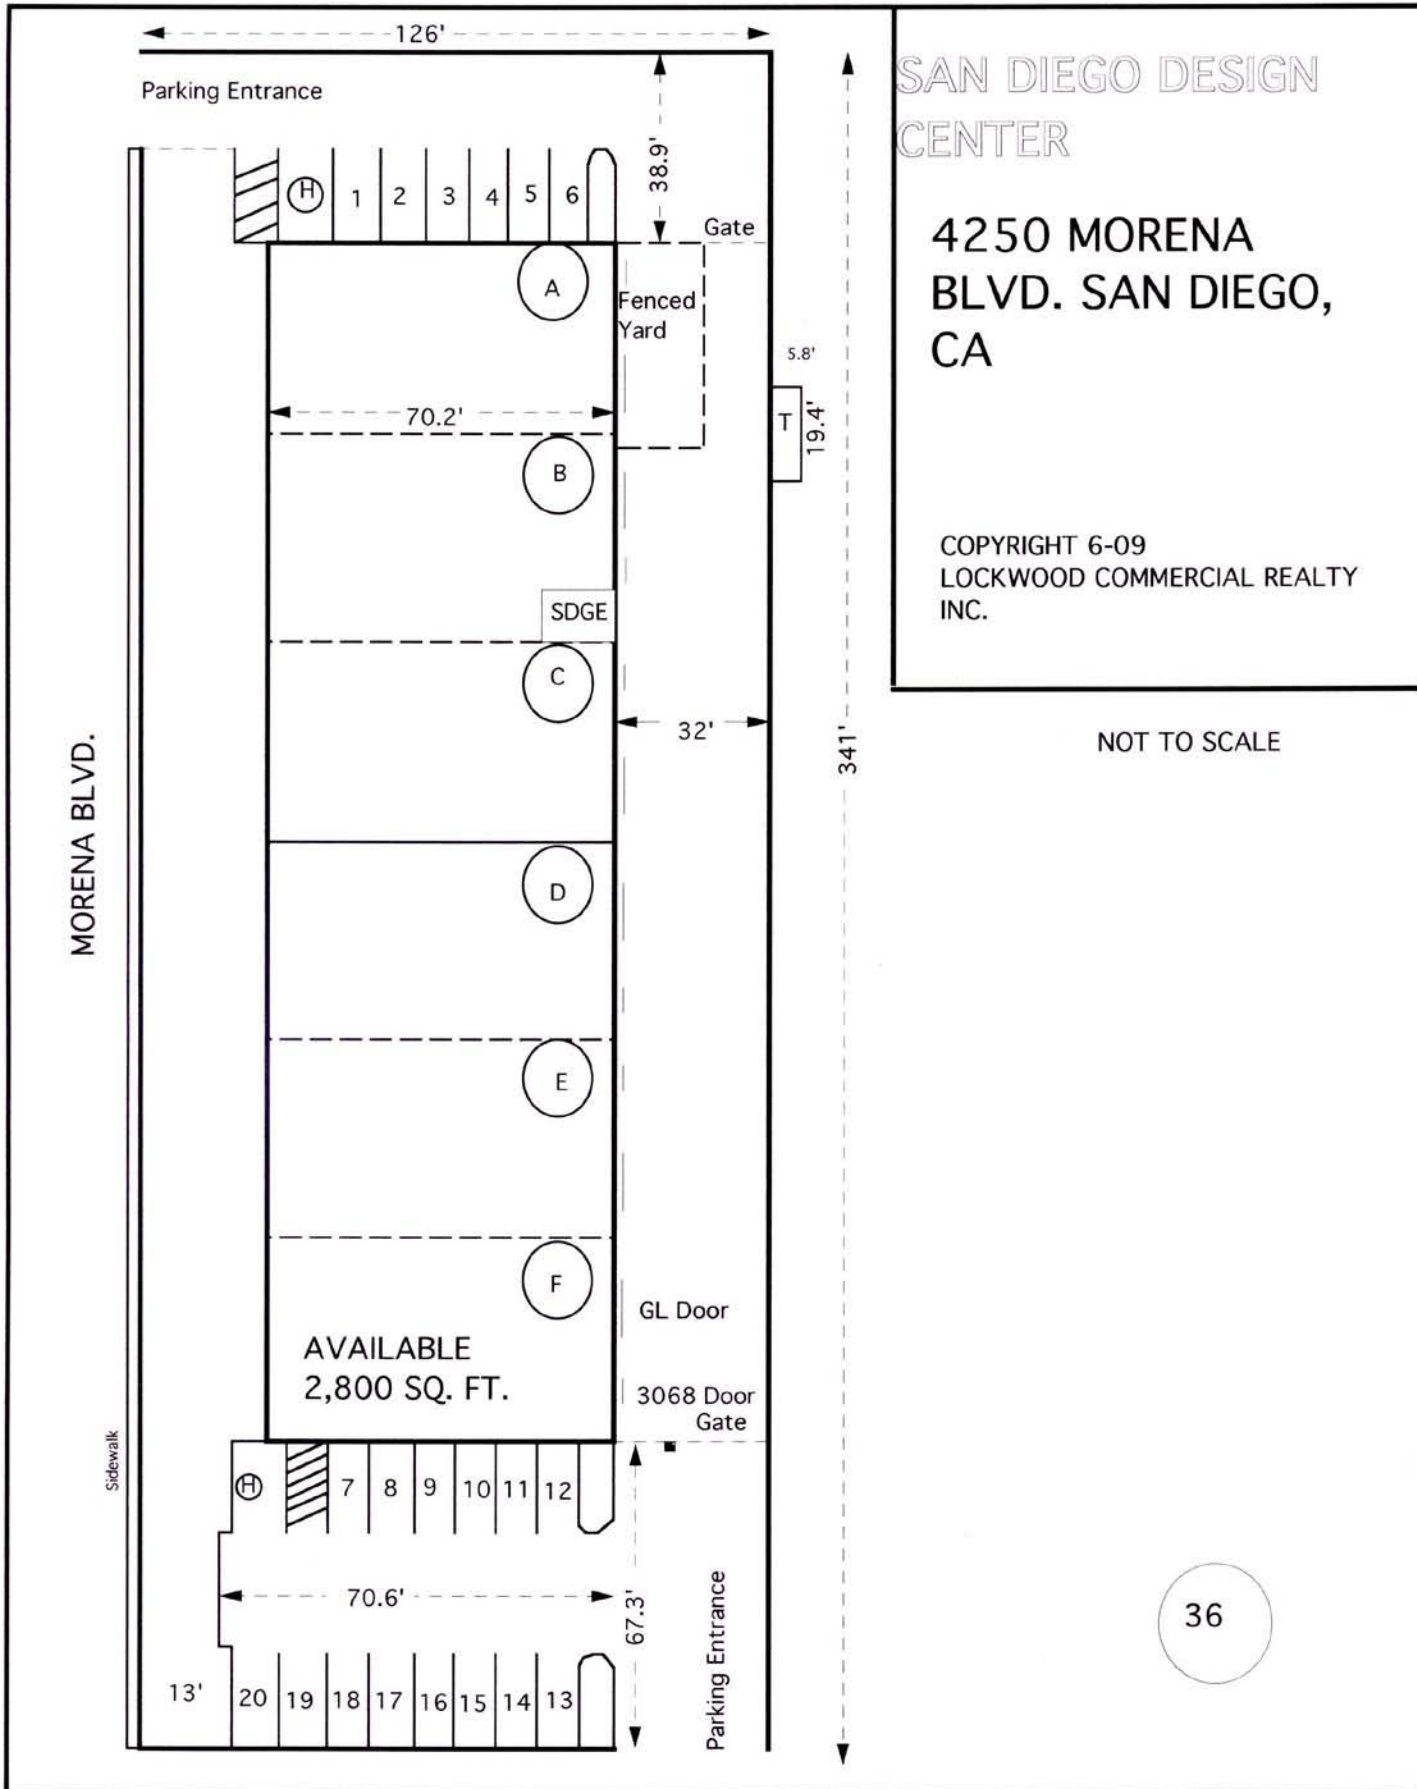 126'
Parking Entrance
38.9'
H
1
2
3
4
5
6
Gate
A
Fenced
Yard
5.8'
70.2'
T
19.4'
B
SDGE
C
32'
341'
MORENA BLVD.
D
E
F
GL Door
AVAILABLE
2,800 SQ. FT.
3068 Door
Gate
Sidewalk
H
7
8
9
10
11
12
70.6'
67.3'
Parking Entrance
13'
20
19
18
17
16
15
14
13
SAN DIEGO DESIGN
CENTER
4250 MORENA
BLVD. SAN DIEGO,
CA
COPYRIGHT 6-09
LOCKWOOD COMMERCIAL REALTY
INC.
NOT TO SCALE
36